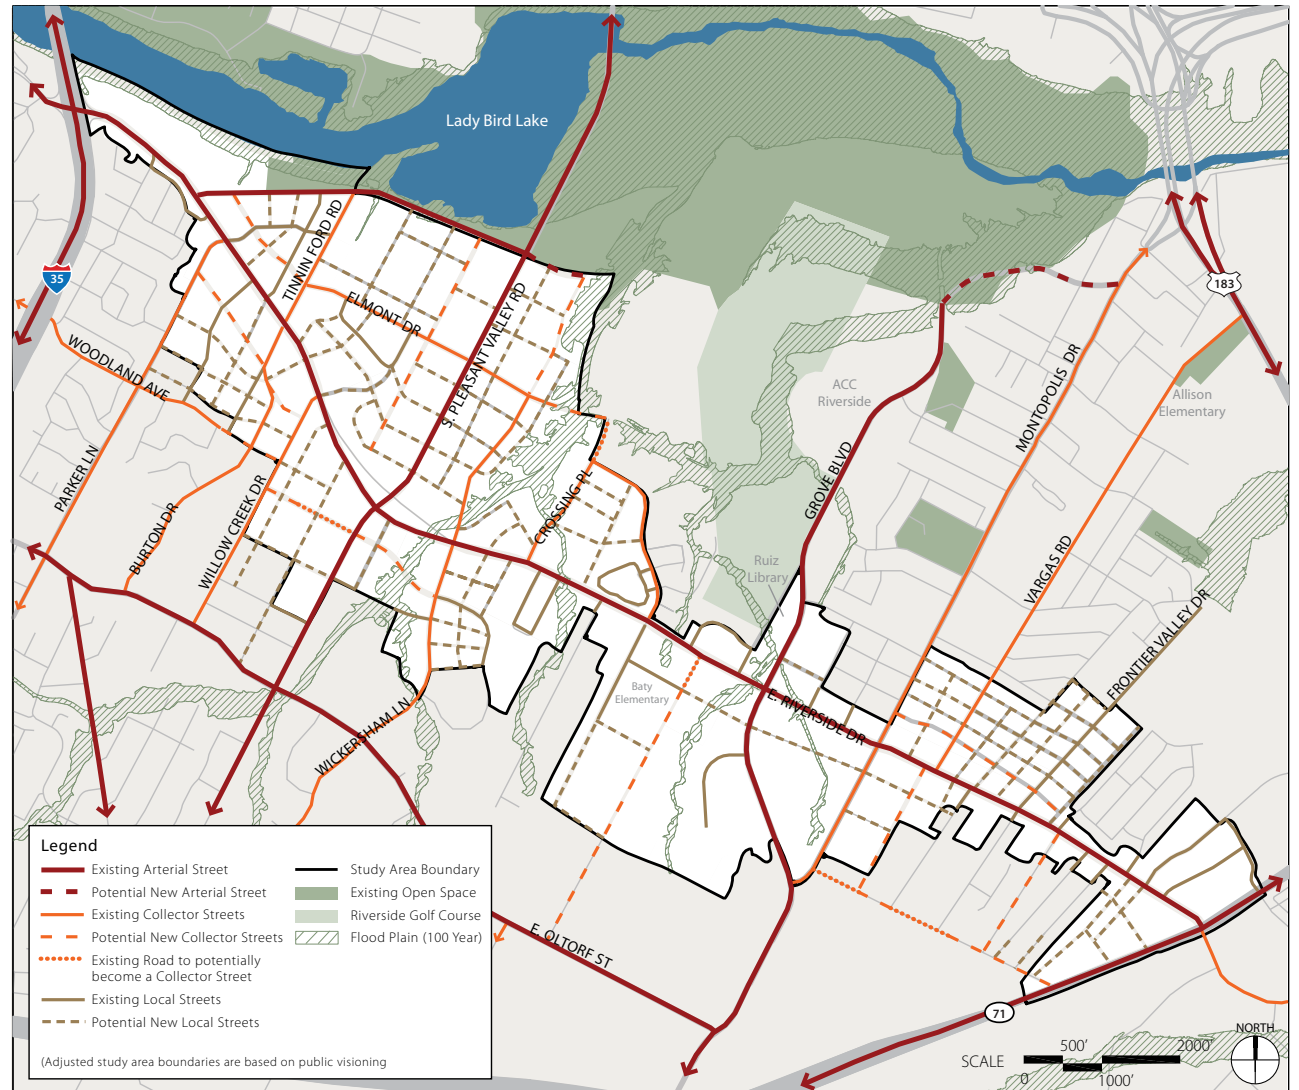 Lady Bird Lake
35
183
TINNIN FORD RD
ELMONT DR
S. PLEASANT VALLEY RD
WOODLAND AVE
PARKER LN
BURTON DR
WILLOW CREEK DR
CROSSING PL
WICKERSHAM LN
ACC
Riverside
GROVE BLVD
MONTOPOLIS DR
Allison
Elementary
VARGAS RD
Ruiz
Library
FRONTIER VALLEY DR
Baty
Elementary
E. RIVERSIDE DR
E. OLTORF ST
71
Legend
Existing Arterial Street
Potential New Arterial Street
Existing Collector Streets
Potential New Collector Streets
Existing Road to potentially
become a Collector Street
Existing Local Streets
Potential New Local Streets
Study Area Boundary
Existing Open Space
Riverside Golf Course
Flood Plain (100 Year)
(Adjusted study area boundaries are based on public visioning
SCALE
0
500'
1000'
2000'
NORTH